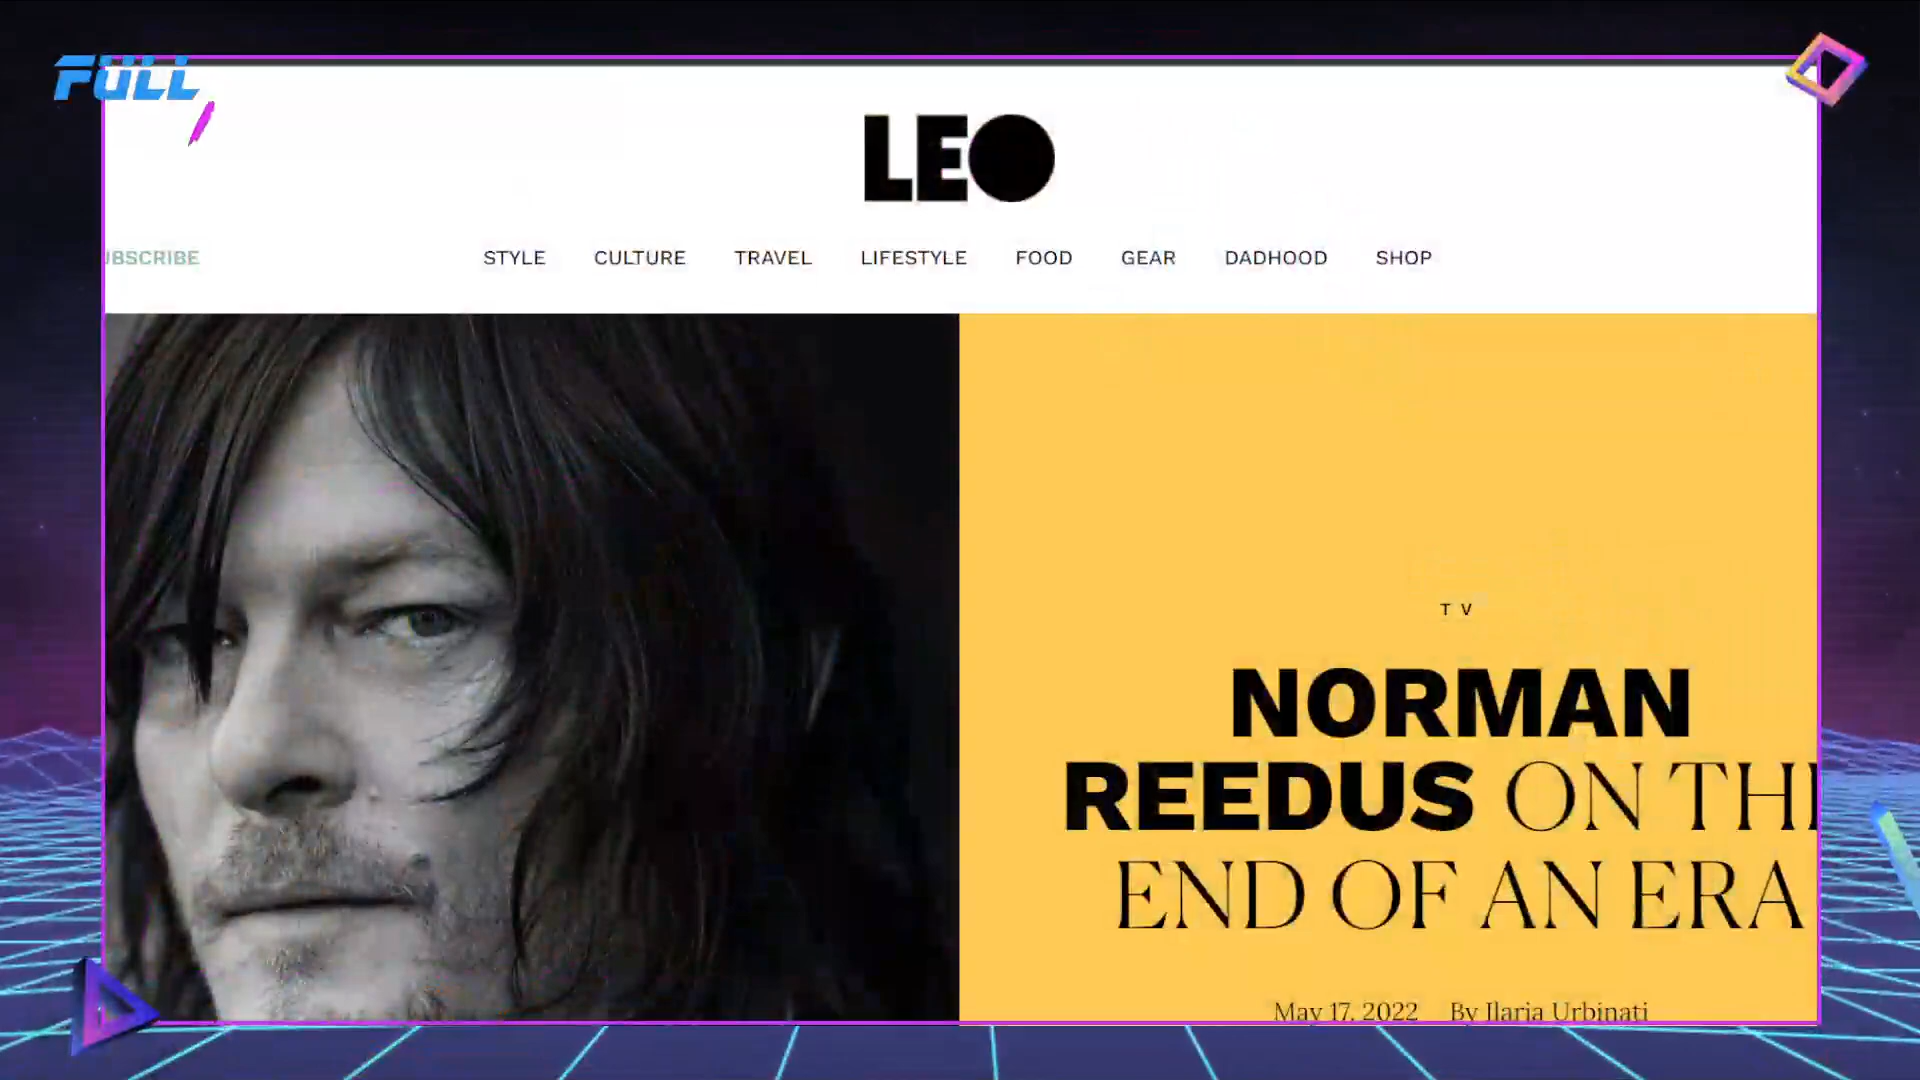 FULL
LEO
UBSCRIBE STYLE CULTURE TRAVEL LIFESTYLE FOOD GEAR DADHOOD SHOP
TV
NORMAN
REEDUS ON TH
END OF AN ERA
May 17, 2022 By Ilaria Urbinati